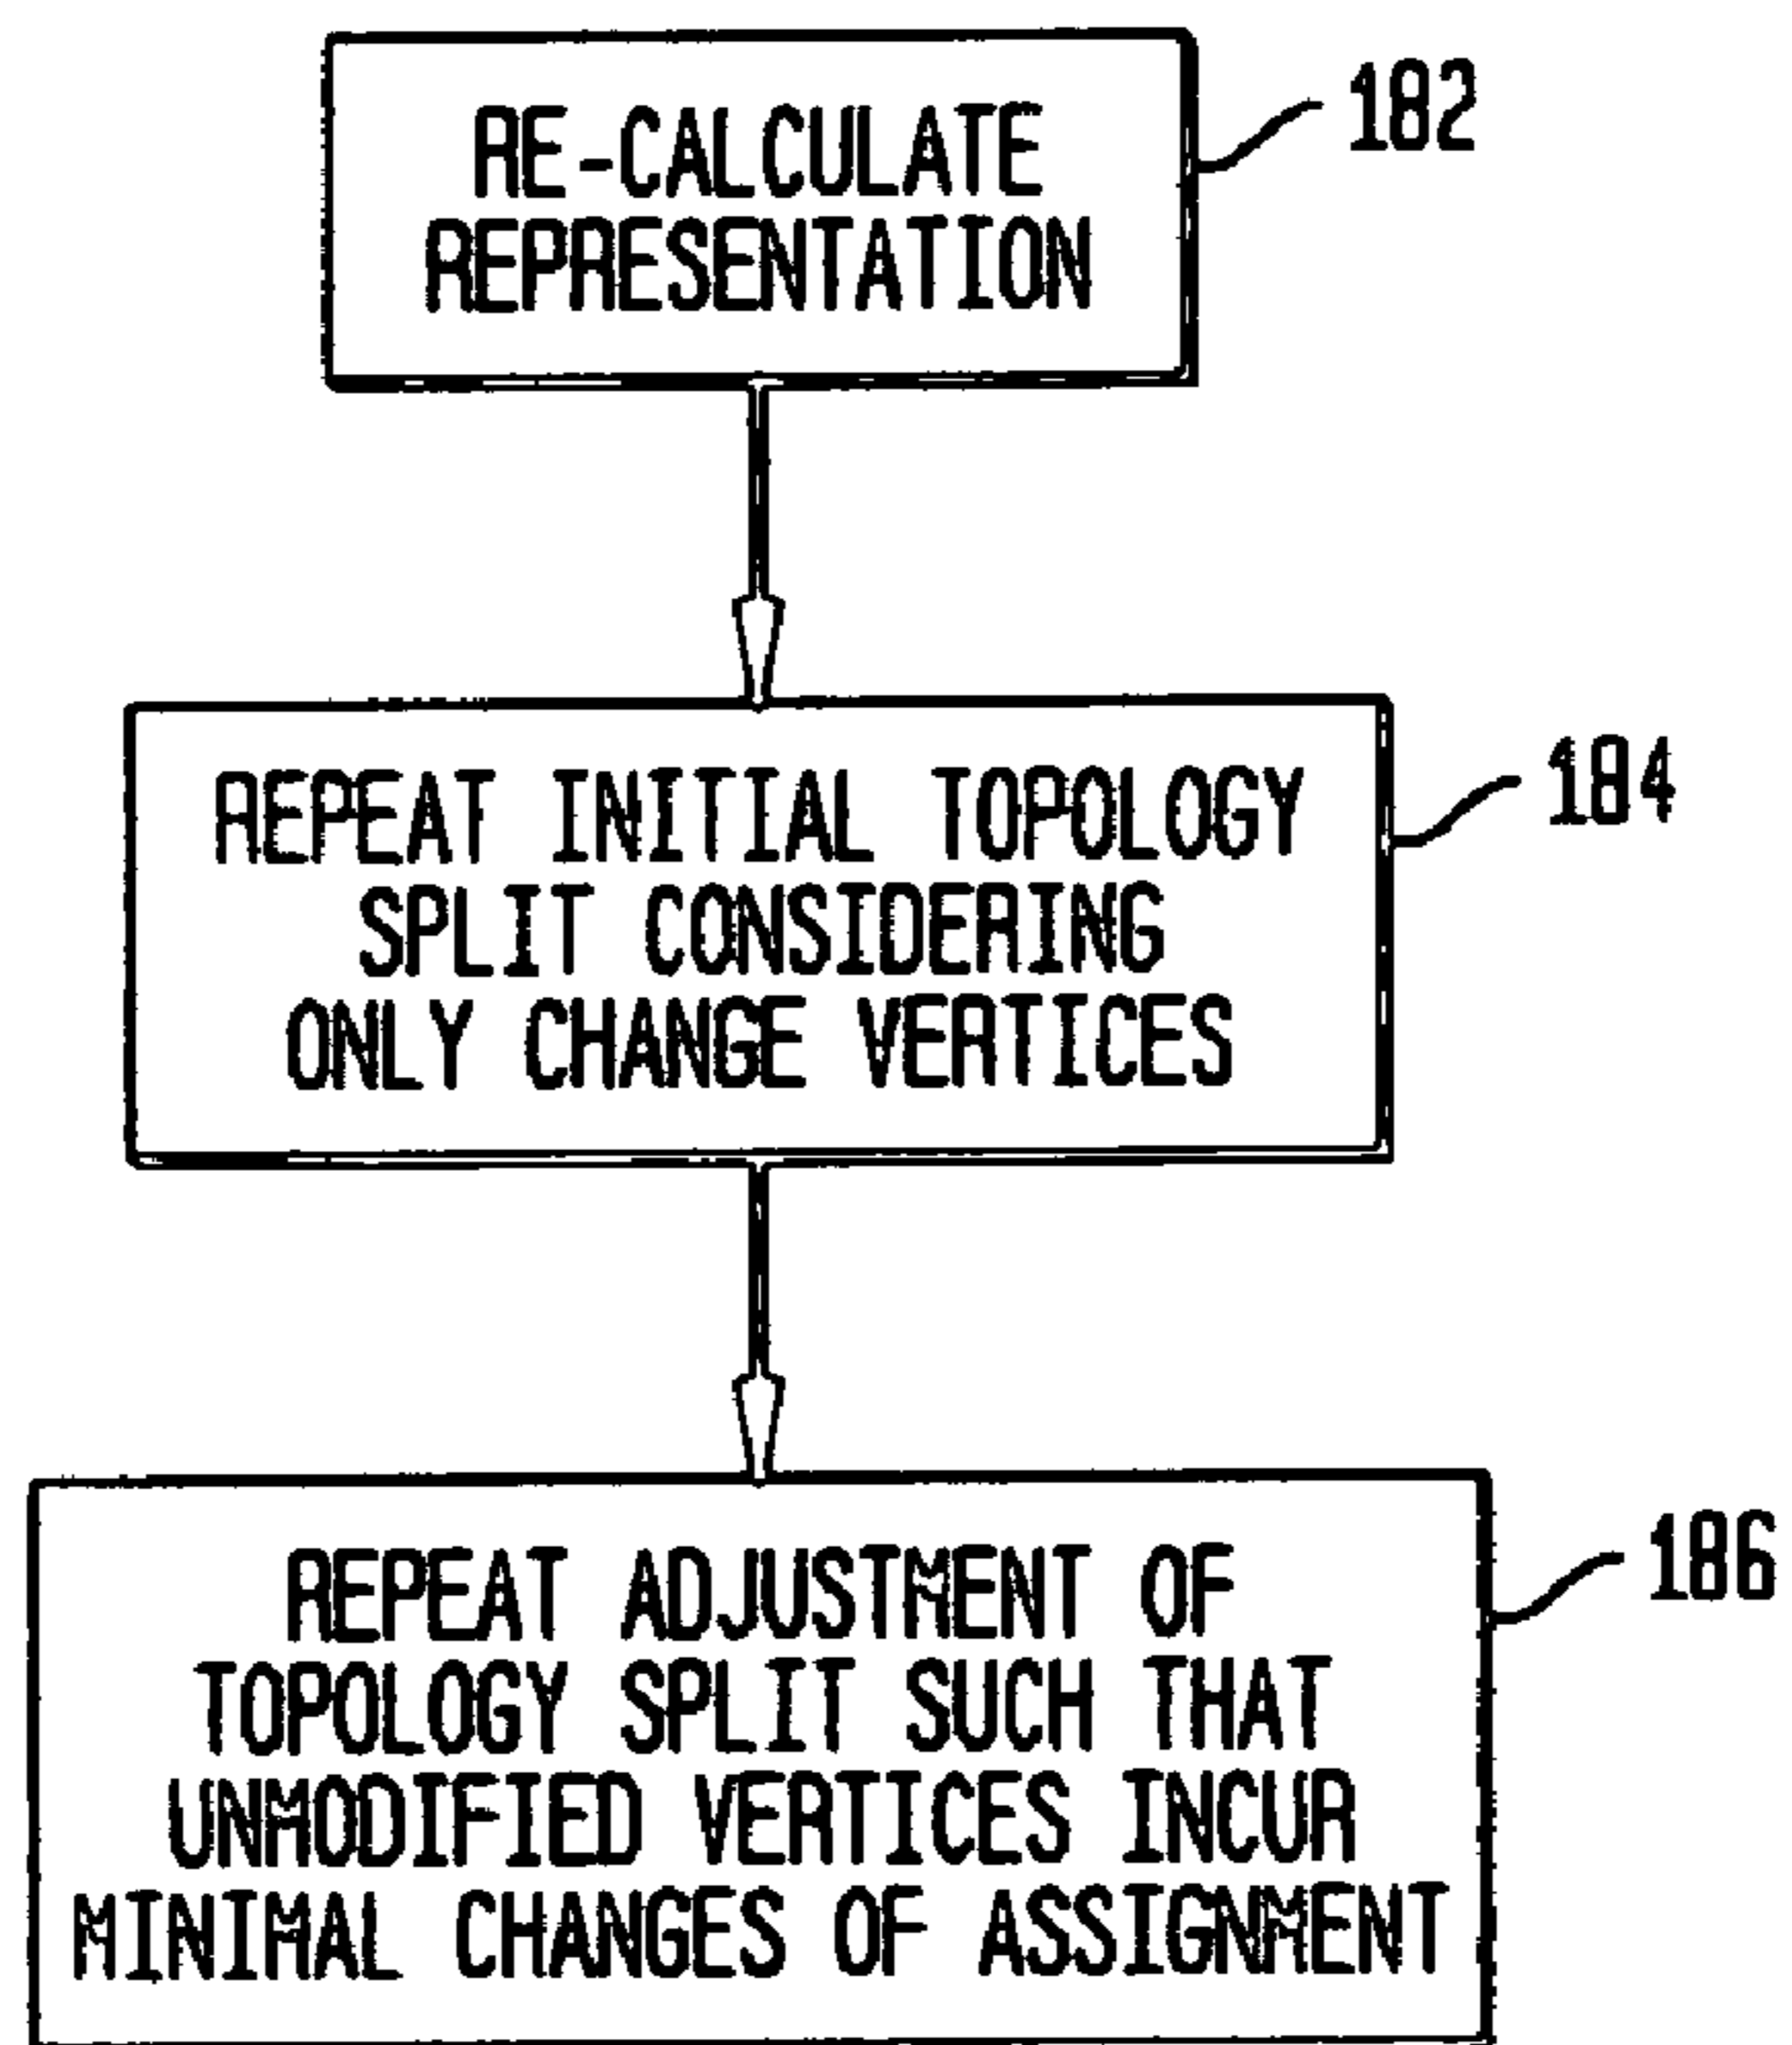 RE-CALCULATE
REPRESENTATION
182
REPEAT INITIAL TOPOLOGY
SPLIT CONSIDERING
ONLY CHANGE VERTICES
184
REPEAT ADJUSTMENT OF
TOPOLOGY SPLIT SUCH THAT
UNMODIFIED VERTICES INCUR
MINIMAL CHANGES OF ASSIGNMENT
186